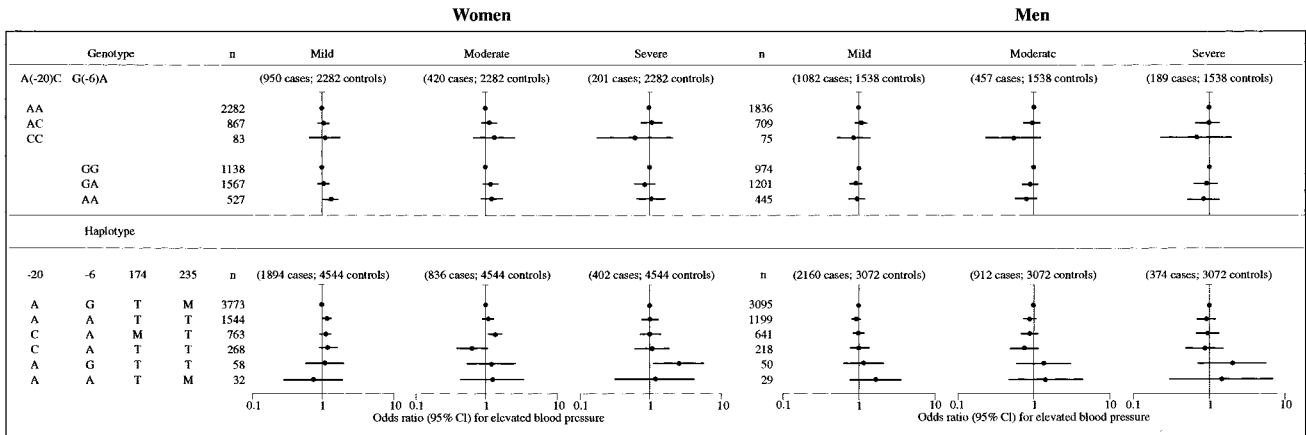 Women Men
Genotype n Mild Moderate Severe n Mild Moderate Severe
A(-20)C G(-6)A (950 cases; 2282 controls) (420 cases; 2282 controls) (201 cases; 2282 controls) (1082 cases; 1538 controls) (457 cases; 1538 controls) (189 cases; 1538 controls)
AA 2282 1836
AC 867 709
CC 83 75
GG 1138 974
GA 1567 1201
AA 527 445
Haplotype
-20 -6 174 235 n (1894 cases; 4544 controls) (836 cases; 4544 controls) (402 cases; 4544 controls) n (2160 cases; 3072 controls) (912 cases; 3072 controls) (374 cases; 3072 controls)
A G T M 3773 3095
A A T T 1544 1199
C A M T 763 641
C A T T 268 218
A G T T 58 50
A A T M 32 29
0.1 1 10 0.1 1 10 0.1 1 10 0.1 1 10 0.1 1 10 0.1 1 10
Odds ratio (95% CI) for elevated blood pressure Odds ratio (95% CI) for elevated blood pressure